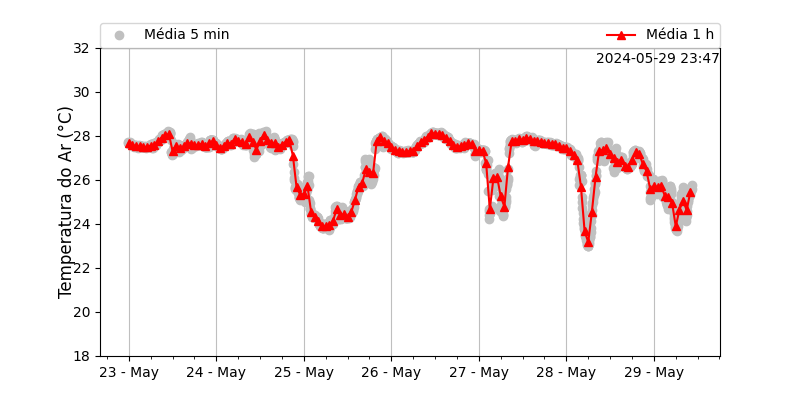 Média 5 min
Média 1 h
2024-05-29 23:47
Temperatura do Ar (°C)
32
30
28
26
24
22
20
18
23 - May
24 - May
25 - May
26 - May
27 - May
28 - May
29 - May